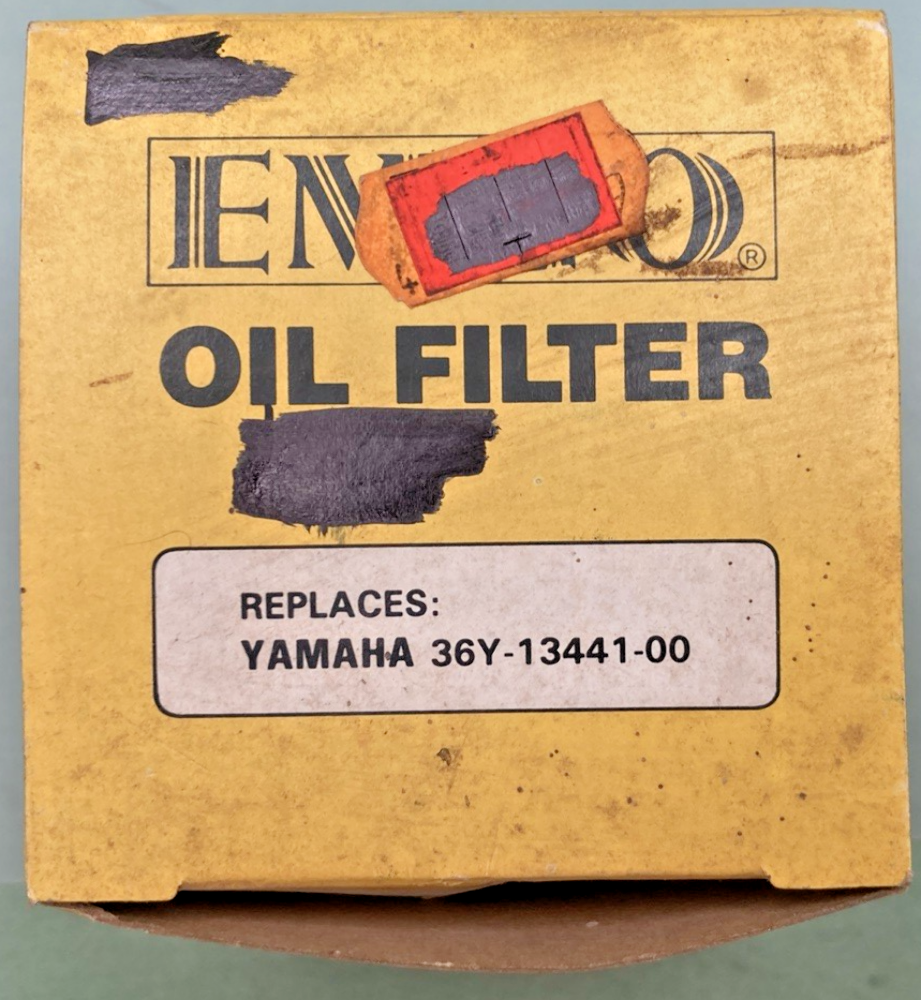 OIL FILTER
REPLACES:
YAMAHA 36Y-13441-00